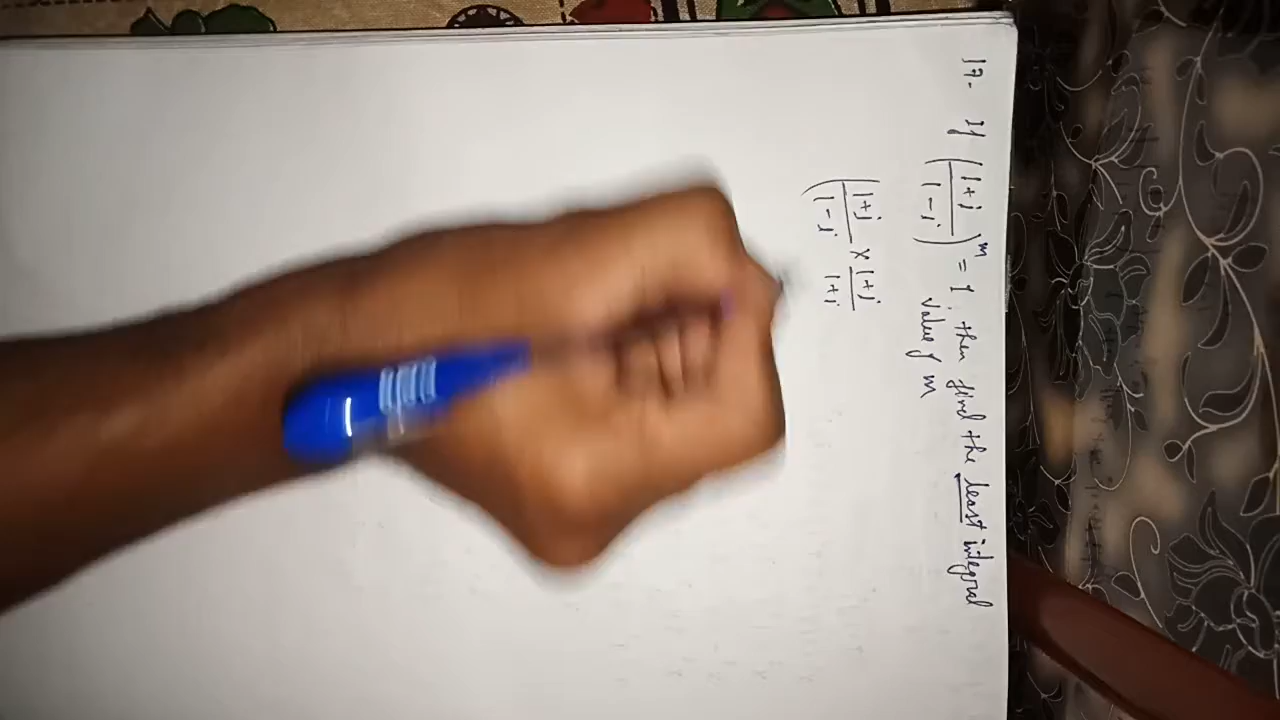 17. If (1+i/1-i)^m = 1, then find the least integral
value of m
(1+i/1-i × 1+i/1+i